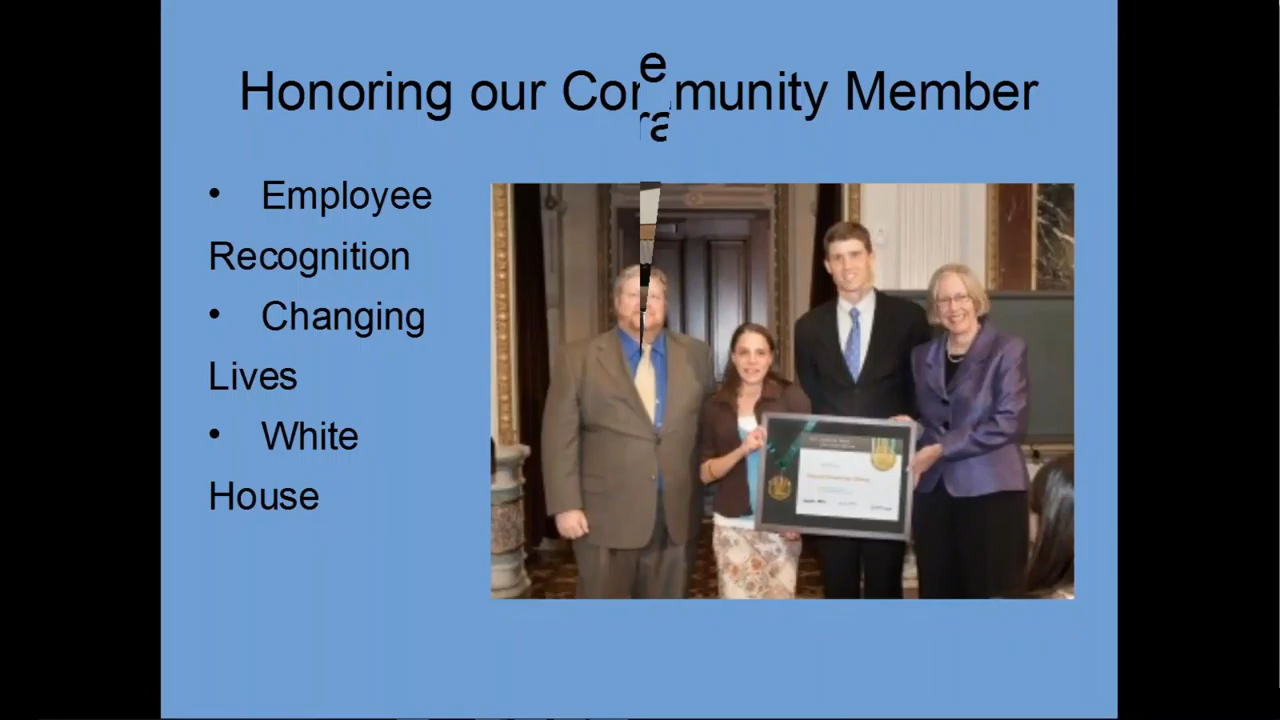 Honoring our Community Member
• Employee
Recognition
• Changing
Lives
• White
House